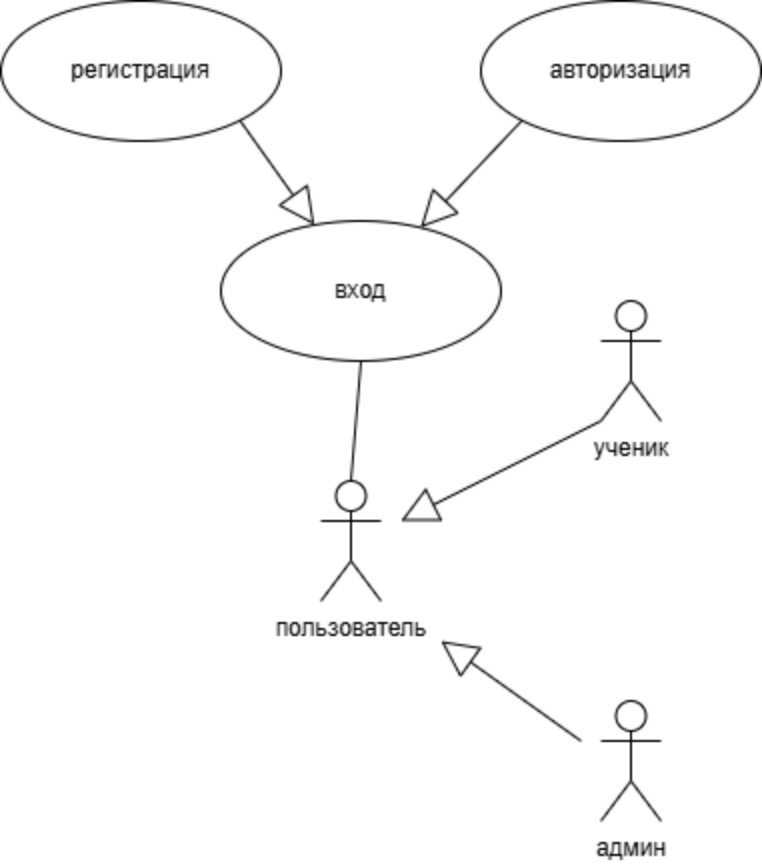 регистрация
авторизация
вход
ученик
пользователь
админ